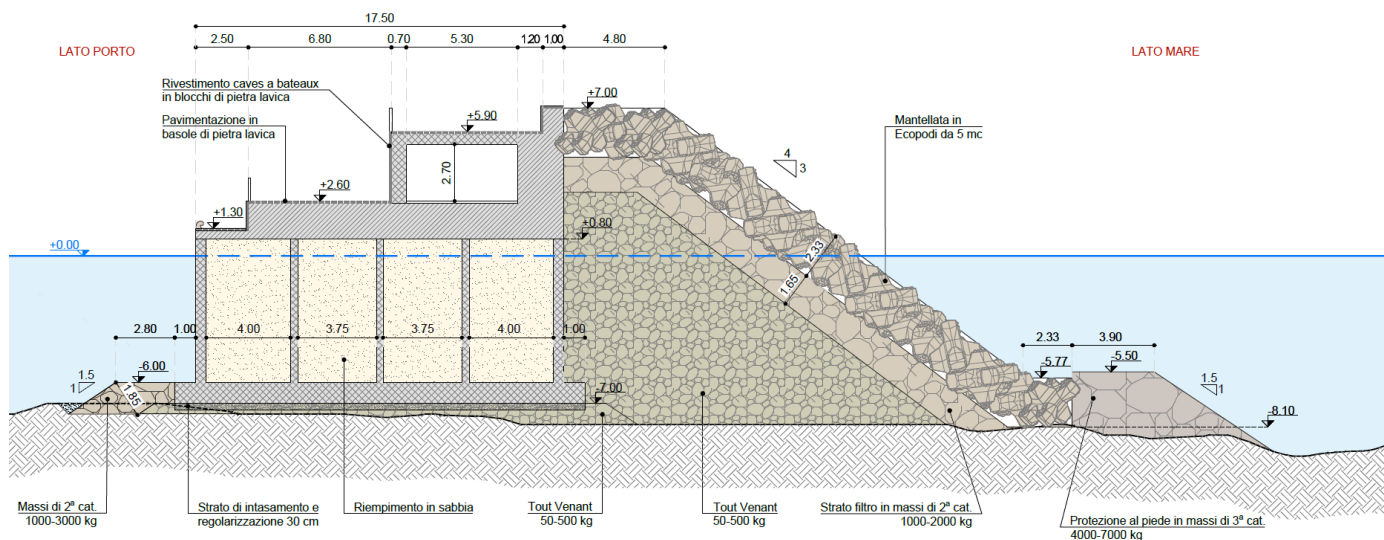 17.50
2.50 6.80 0.70 5.30 1.20 1.00 4.80
LATO PORTO
LATO MARE
Rivestimento caves a bateaux
in blocchi di pietra lavica
Pavimentazione in
basole di pietra lavica
+7.00
+5.90
Mantellata in
Ecopodi da 5 mc
4
3
2.70
+2.60
+1.30
+0.80
+0.00
2.33
1.65
2.80 1.00 4.00 3.75 3.75 4.00 1.00
2.33 3.90
-6.00
-5.77
-5.50
1.5
1
1.85
1.5
1
-7.00
-8.10
Massi di 2ª cat.
1000-3000 kg
Strato di intasamento e
regolarizzazione 30 cm
Riempimento in sabbia
Tout Venant
50-500 kg
Tout Venant
50-500 kg
Strato filtro in massi di 2ª cat.
1000-2000 kg
Protezione al piede in massi di 3ª cat.
4000-7000 kg